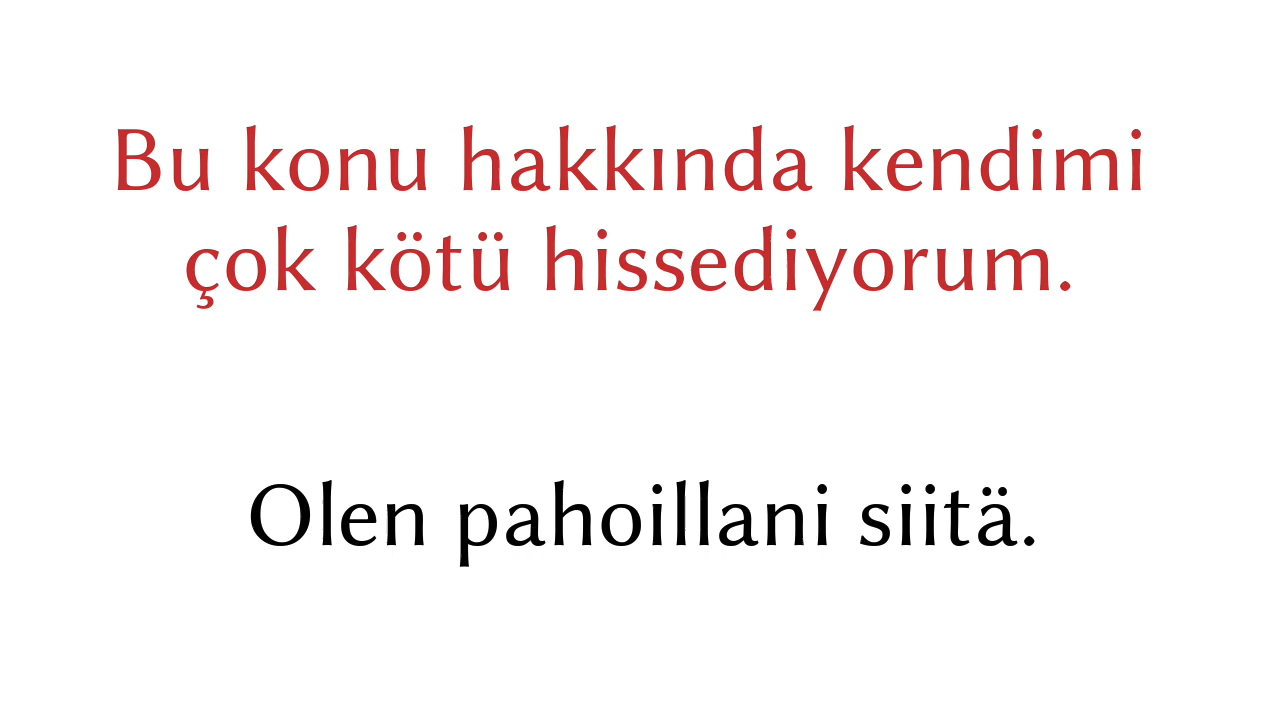 Bu konu hakkında kendimi
çok kötü hissediyorum.
Olen pahoillani siitä.